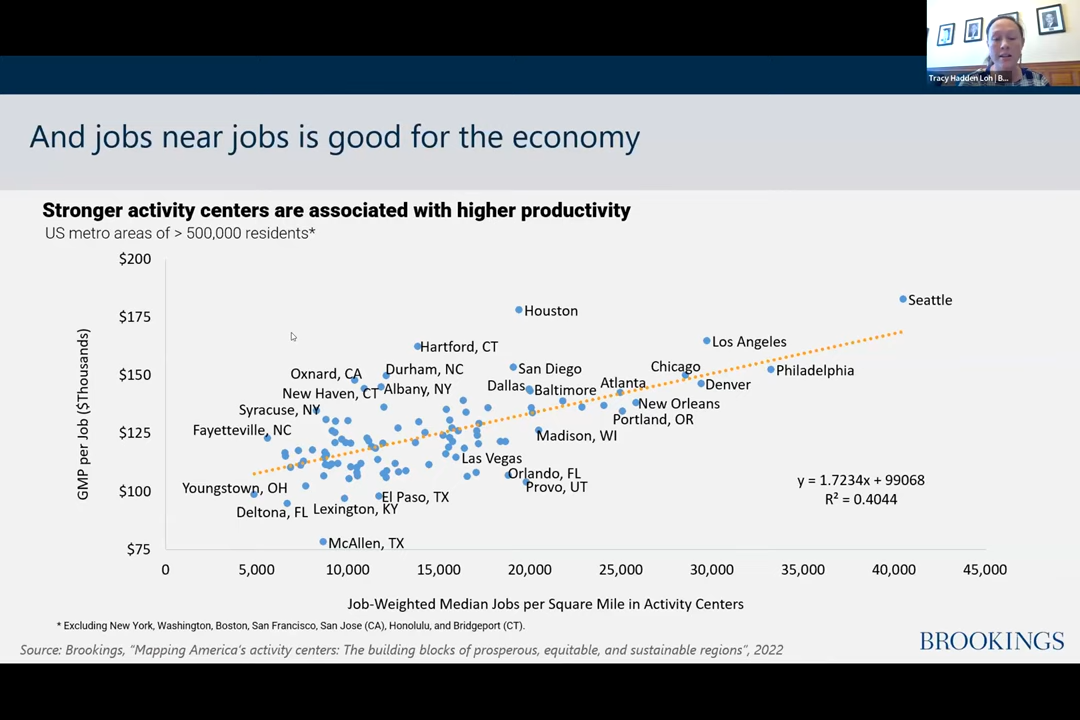 Tracy Hadden Loh | B...
And jobs near jobs is good for the economy
Stronger activity centers are associated with higher productivity
US metro areas of > 500,000 residents*
GMP per Job ($Thousands)
$200
$175
$150
$125
$100
$75
Seattle
Houston
Los Angeles
Hartford, CT
Chicago
Philadelphia
San Diego
Durham, NC
Oxnard, CA
Denver
Atlanta
Dallas
Baltimore
Albany, NY
New Haven, CT
New Orleans
Syracuse, NY
Portland, OR
Fayetteville, NC
Madison, WI
Las Vegas
Orlando, FL
Provo, UT
Youngstown, OH
El Paso, TX
Lexington, KY
Deltona, FL
McAllen, TX
y = 1.7234x + 99068
R² = 0.4044
0 5,000 10,000 15,000 20,000 25,000 30,000 35,000 40,000 45,000
Job-Weighted Median Jobs per Square Mile in Activity Centers
* Excluding New York, Washington, Boston, San Francisco, San Jose (CA), Honolulu, and Bridgeport (CT).
Source: Brookings, "Mapping America's activity centers: The building blocks of prosperous, equitable, and sustainable regions", 2022
BROOKINGS